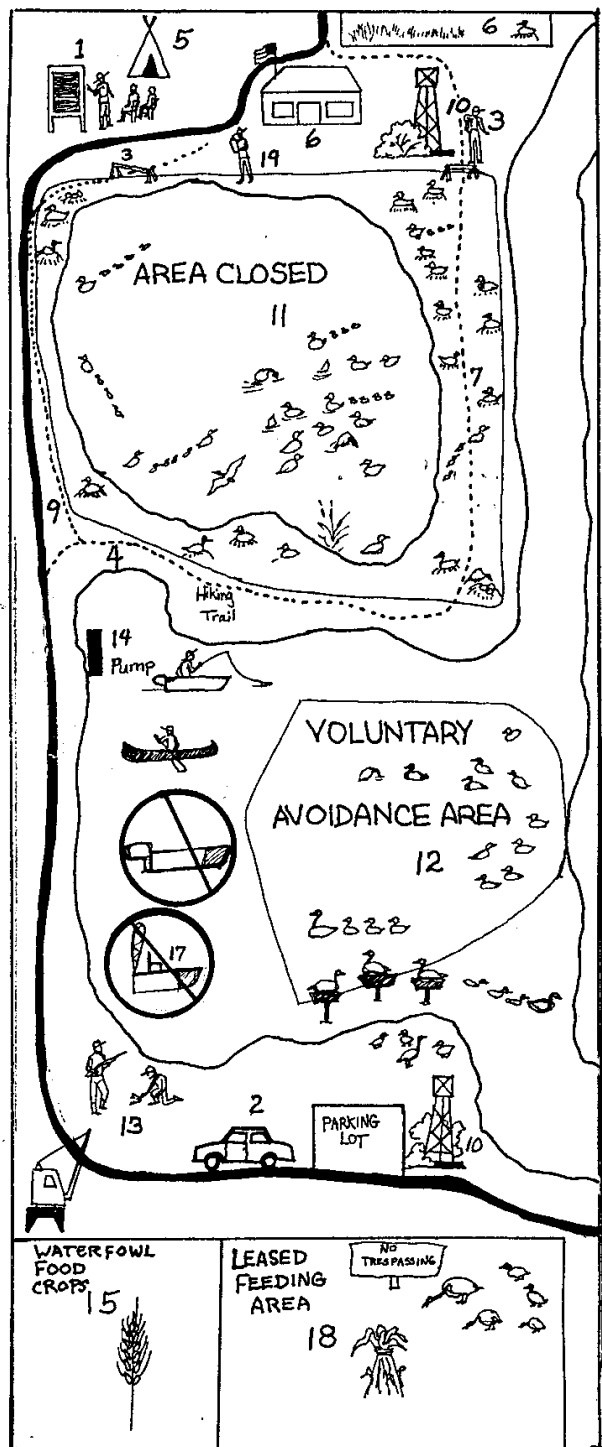 5
6
1
10
3
6
3
19
AREA CLOSED
11
7
9
4
Hiking
Trail
14
Pump
VOLUNTARY
AVOIDANCE AREA
12
17
2
13
PARKING
LOT
10
WATERFOWL
FOOD
CROPS
15
LEASED
FEEDING
AREA
18
NO
TRESPASSING